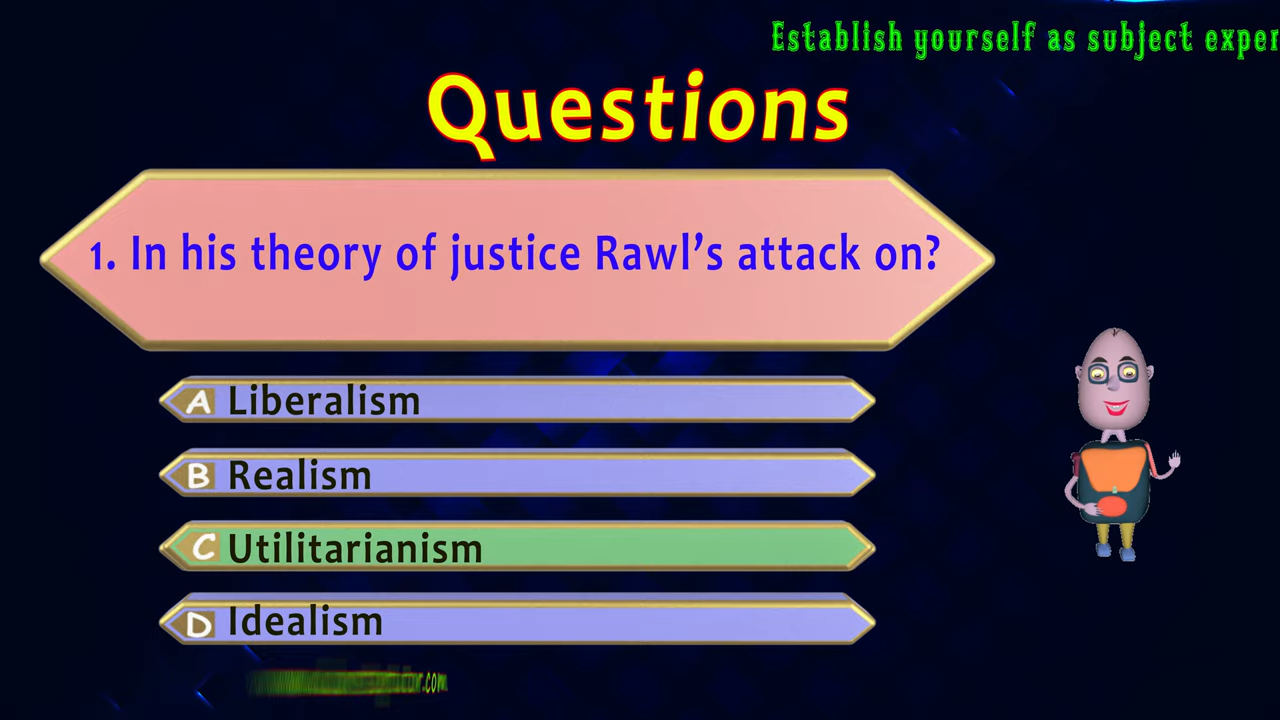 Establish yourself as subject exper
Questions
1. In his theory of justice Rawl's attack on?
A Liberalism
B Realism
C Utilitarianism
D Idealism
.com